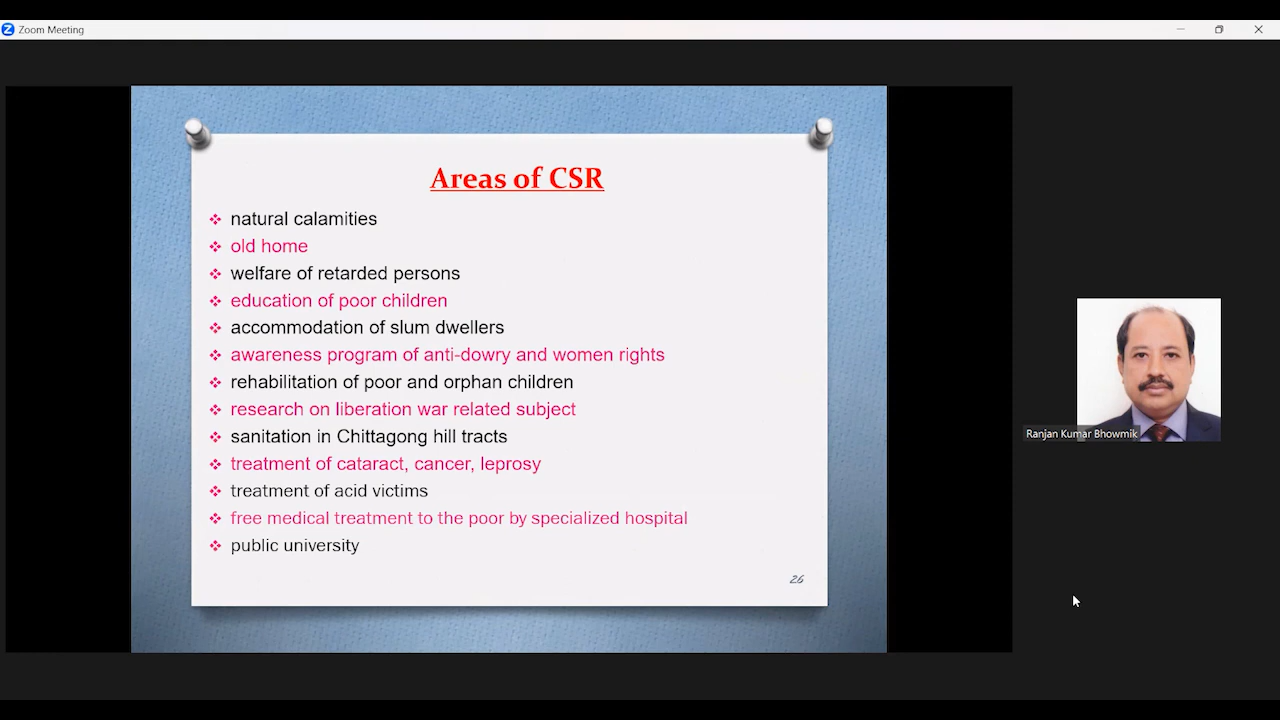 Zoom Meeting
Areas of CSR
natural calamities
old home
welfare of retarded persons
education of poor children
accommodation of slum dwellers
awareness program of anti-dowry and women rights
rehabilitation of poor and orphan children
research on liberation war related subject
sanitation in Chittagong hill tracts
treatment of cataract, cancer, leprosy
treatment of acid victims
free medical treatment to the poor by specialized hospital
public university
26
Ranjan Kumar Bhowmik